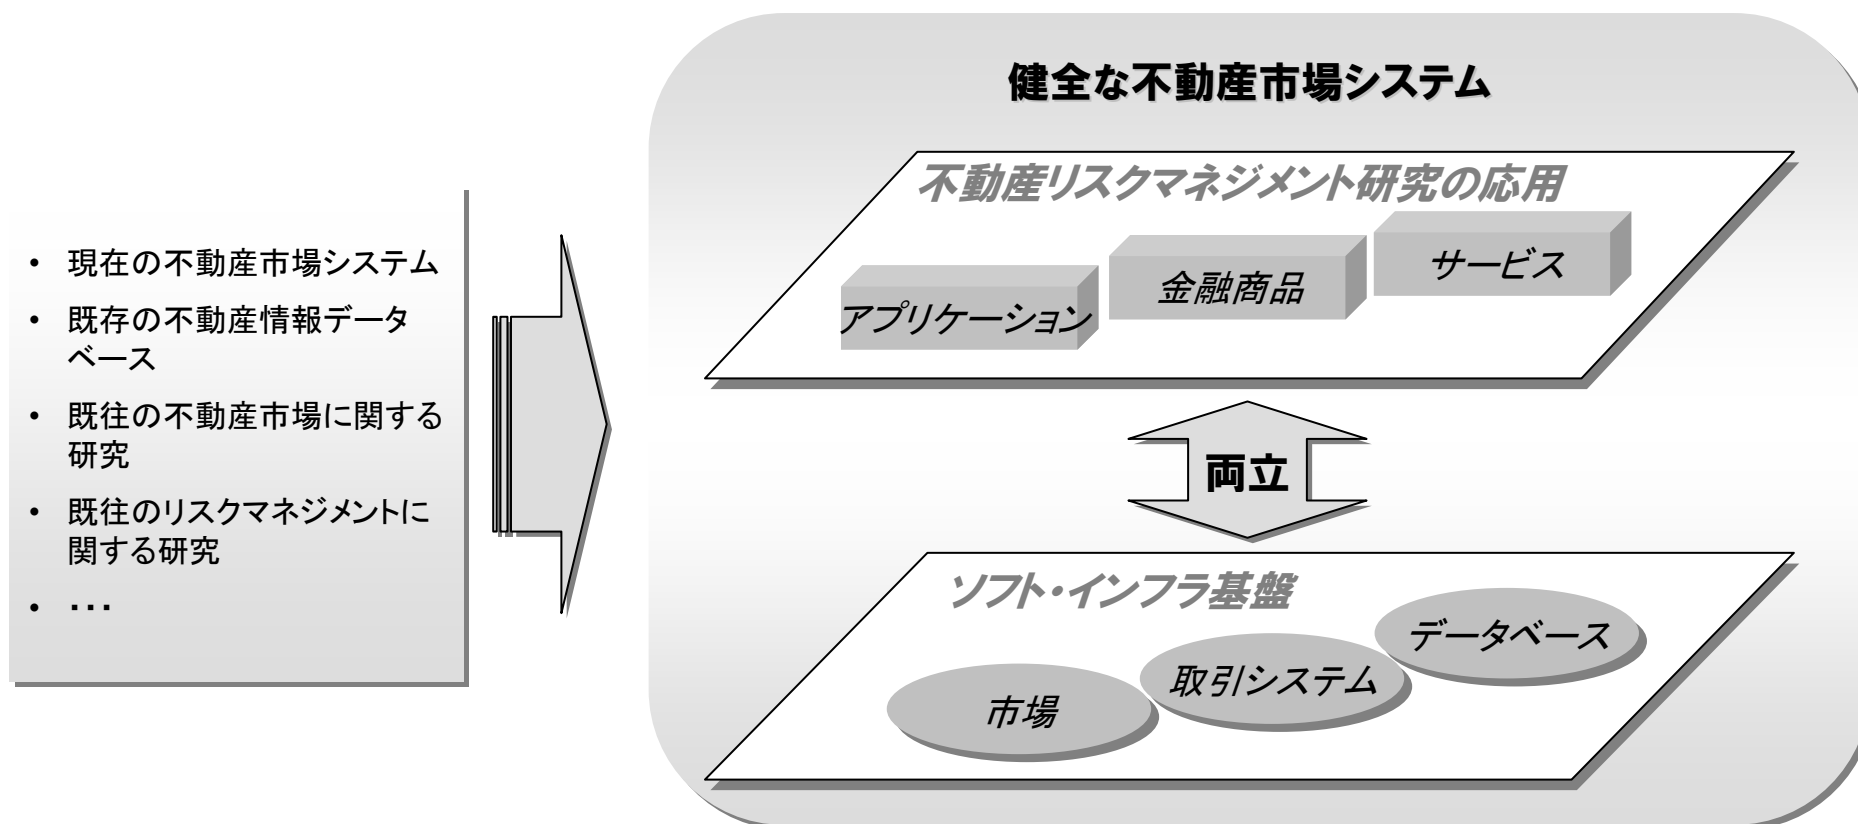 健全な不動産市場システム
不動産リスクマネジメント研究の応用
アプリケーション
金融商品
サービス
両立
ソフト・インフラ基盤
市場
取引システム
データベース
• 現在の不動産市場システム
• 既存の不動産情報データ
ベース
• 既往の不動産市場に関する
研究
• 既往のリスクマネジメントに
関する研究
• ・・・